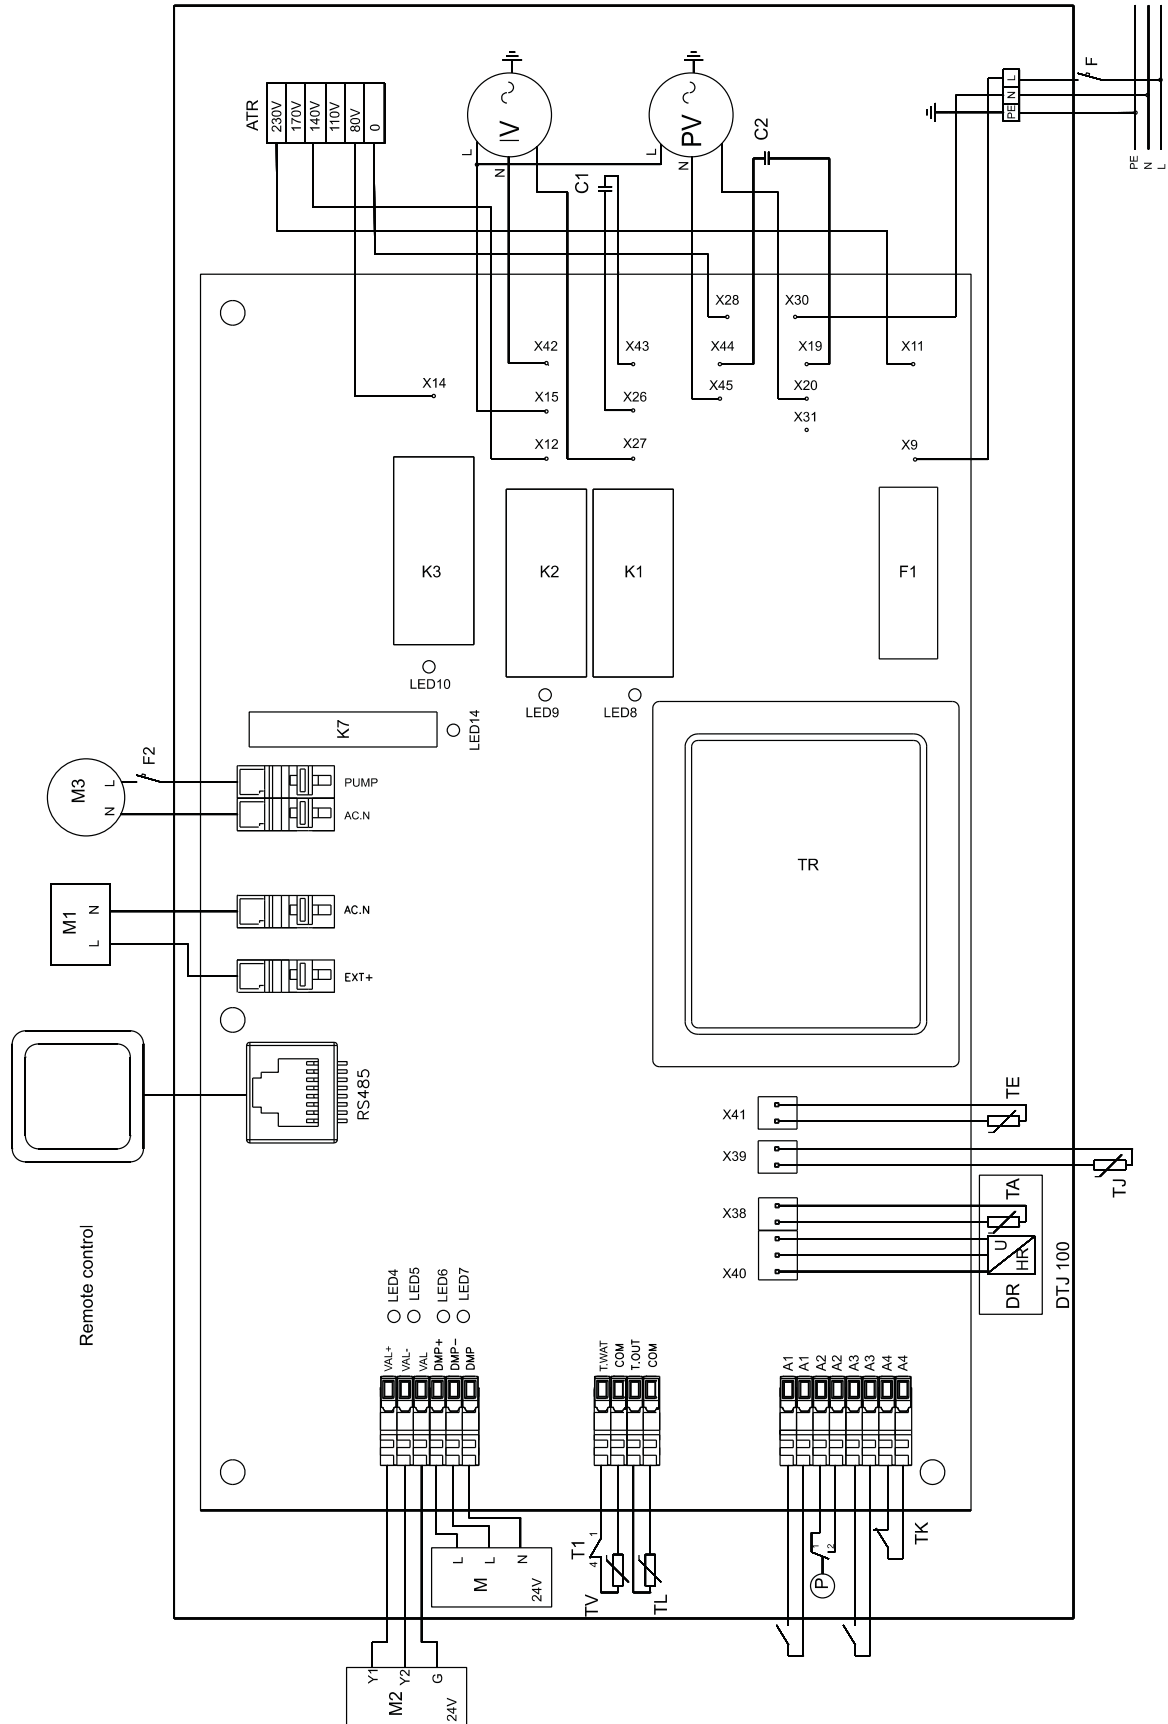 ATR
230V
170V
140V
110V
80V
0
IV
L
N
PV
L
N
C1
C2
F
L
N
PE
PE
N
L
X28
X30
X42
X43
X44
X19
X11
X14
X15
X26
X45
X20
X31
X12
X27
X9
K3
K2
K1
F1
LED10
LED9
LED8
K7
LED14
M3
L
N
F2
PUMP
AC.N
TR
M1
N
L
AC.N
EXT+
RS485
Remote control
X41
TE
X39
TJ
X38
TA
X40
U
HR
DR
DTJ 100
LED4
LED5
LED6
LED7
VAL+
VAL-
VAL
DMP+
DMP-
DMP
T.WAT
COM
T.OUT
COM
A1
A1
A2
A2
A3
A3
A4
A4
M
L
L
N
24V
T1
1
4
TV
TL
P
1
2
TK
M2
Y1
Y2
G
24V